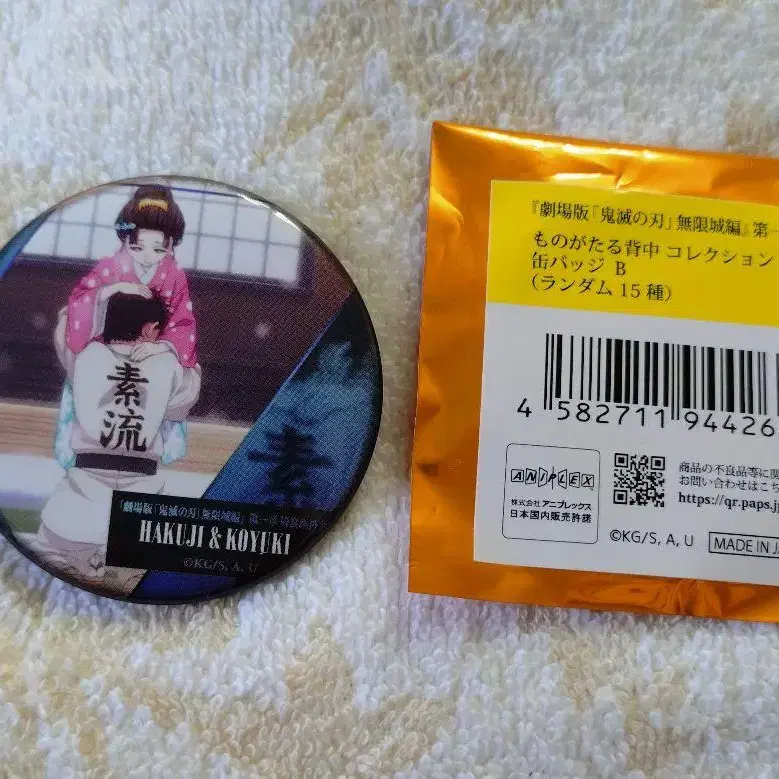 素流
素
『劇場版「鬼滅の刃」無限城編』第一章
HAKUJI & KOYUKI
©KG/S, A, U
『劇場版「鬼滅の刃」無限城編』第一
ものがたる背中 コレクション
缶バッジ B
(ランダム 15 種)
4 582711 94426
ANIPLEX
株式会社 アニプレックス
日本国内販売許諾
商品の不良品等に関
お問い合わせはこち
https://qr.paps.jp
©KG/S, A, U
MADE IN JA